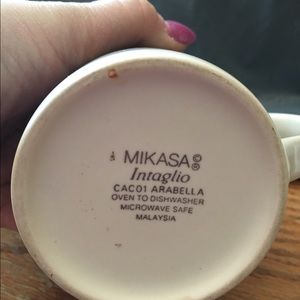 MIKASA©
Intaglio
CAC01 ARABELLA
OVEN TO DISHWASHER
MICROWAVE SAFE
MALAYSIA